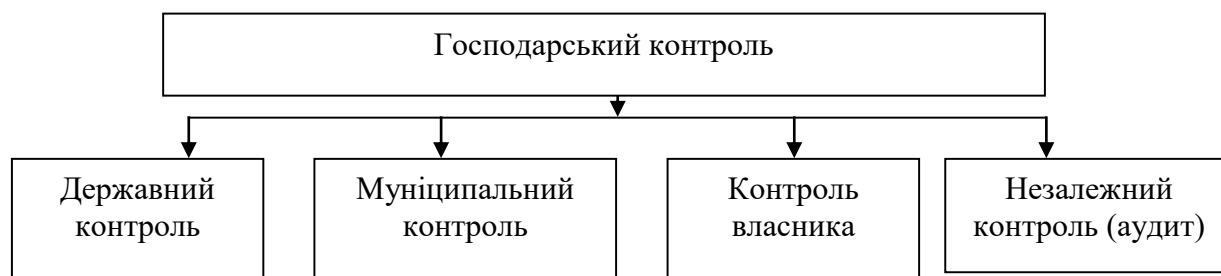 Господарський контроль
Державний
контроль
Муніципальний
контроль
Контроль
власника
Незалежний
контроль (аудит)